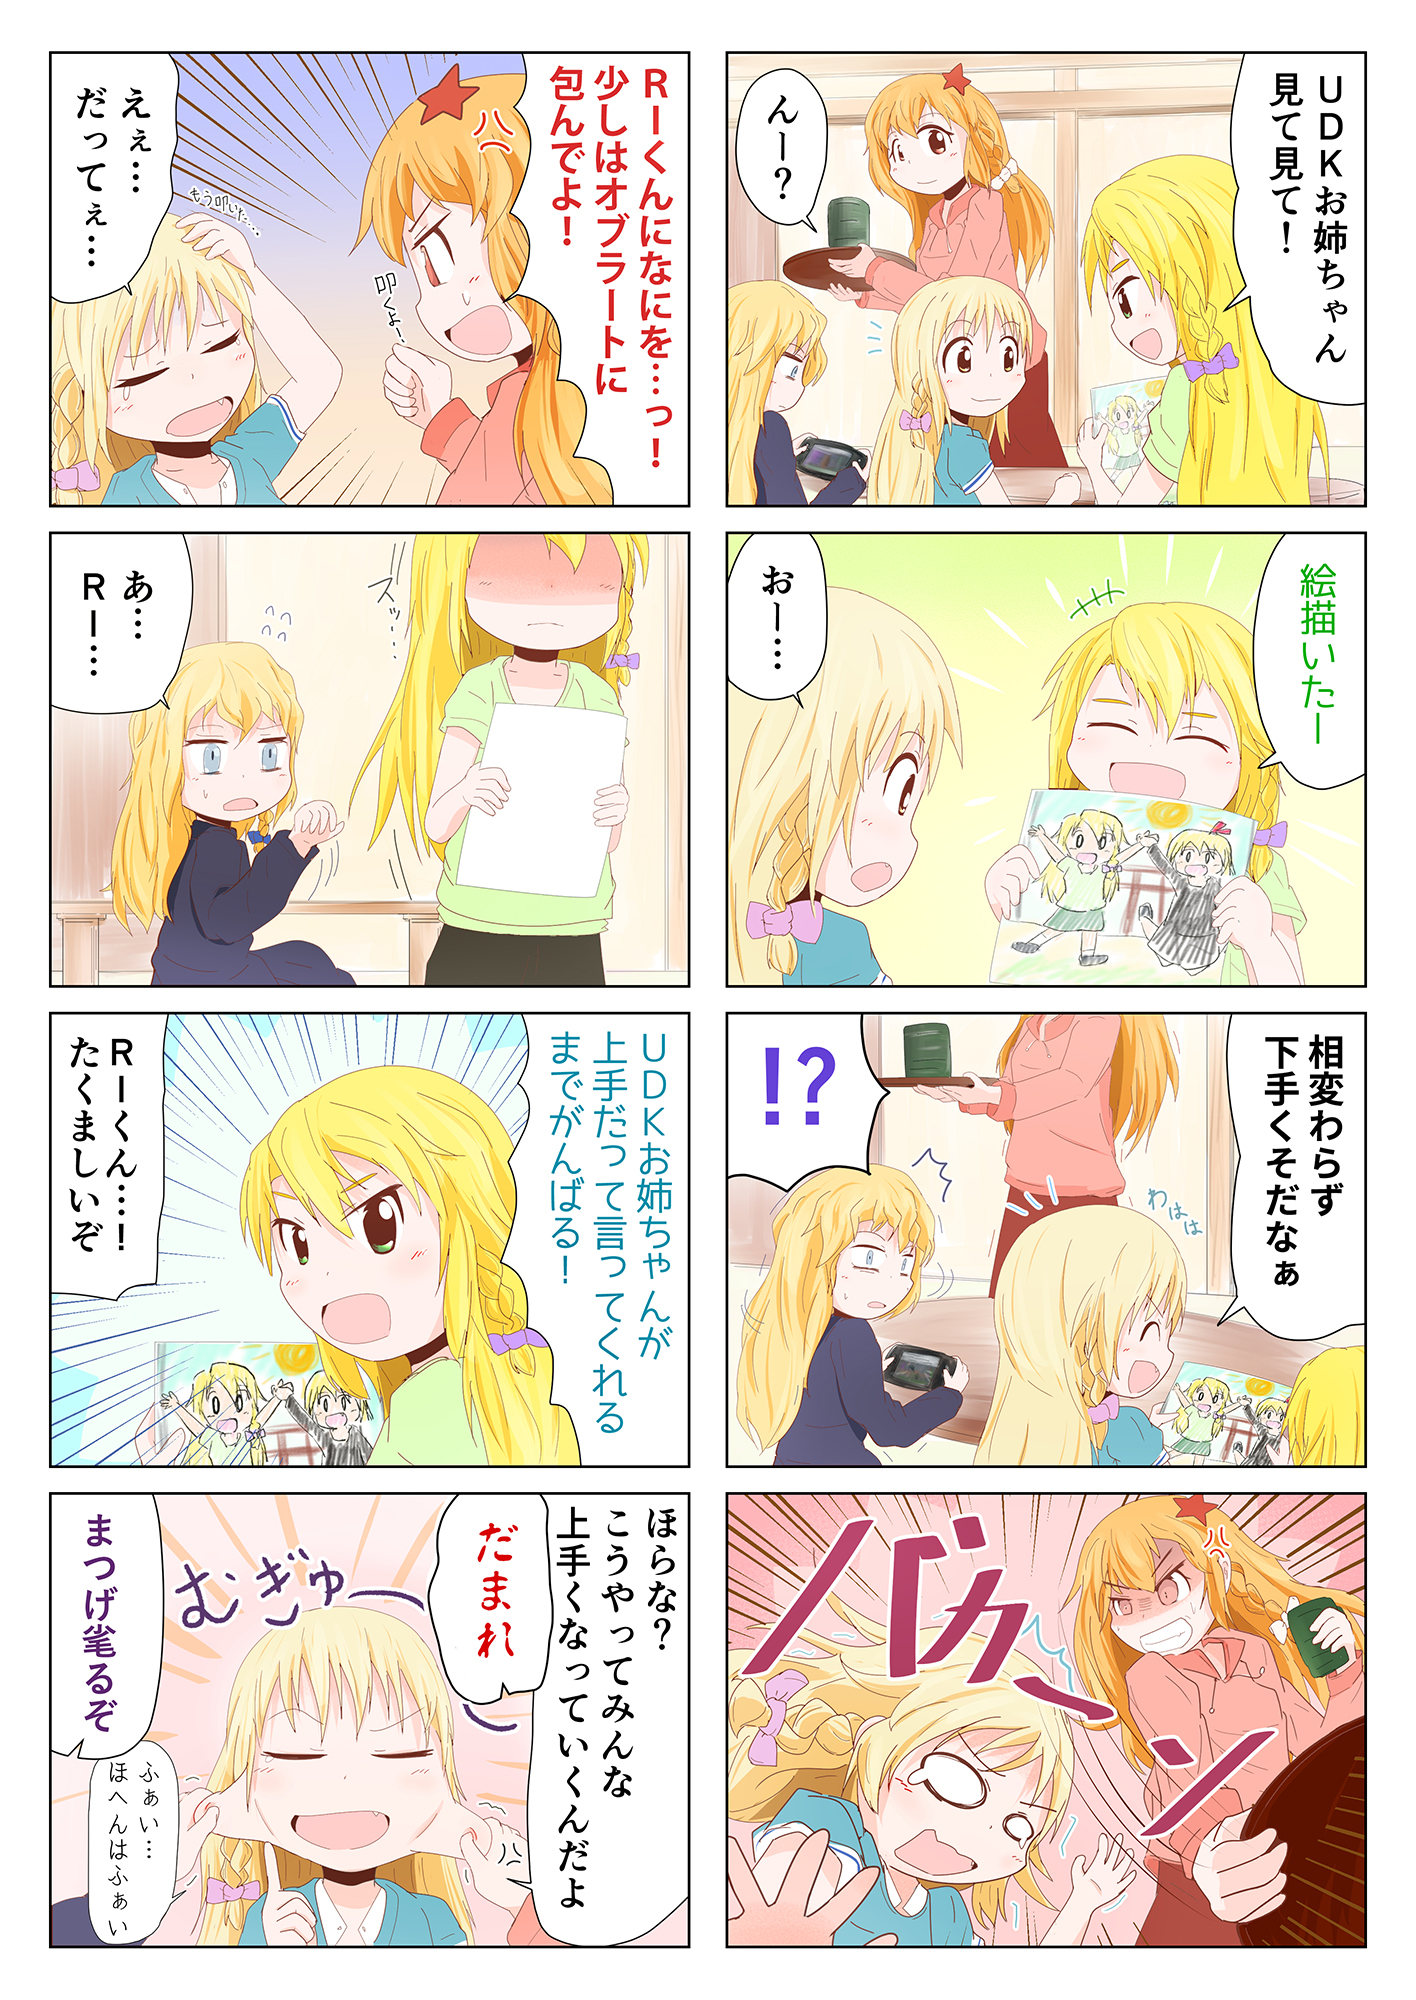 UDKお姉ちゃん
見て見て！
んー？
絵描いたー
おー…
相変わらず
下手くそだなぁ
!?
わはは
バカーン
Rーくんになにを…っ！
少しはオブラートに
包んでよ！
叩くよ！
えぇ…
だってぇ…
もう叩いた…
スッ…
あ…
Rー…
UDKお姉ちゃんが
上手だって言ってくれる
までがんばる！
Rーくん…！
たくましいぞ
ほらな？
こうやってみんな
上手くなっていくんだよ
だまれ
むぎゅー
まつげ毟るぞ
ふぁい…
ほへんはふぁい